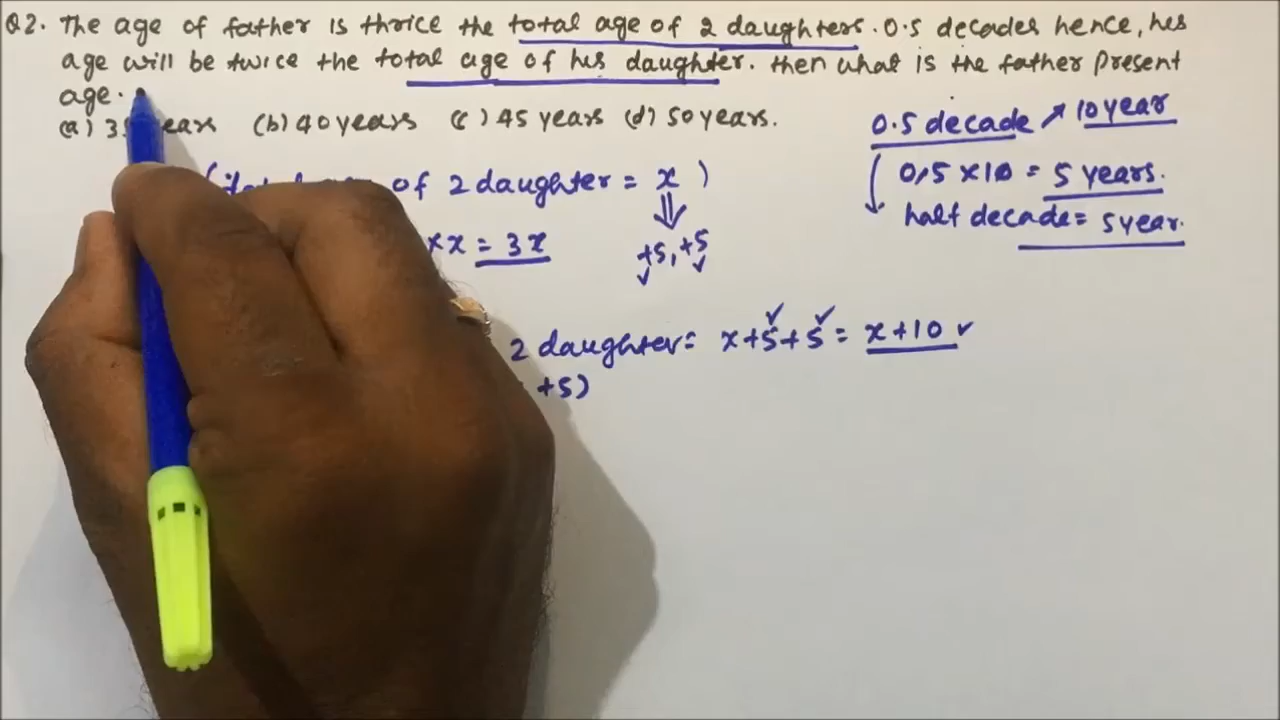 Q2. The age of father is thrice the total age of 2 daughters. 0.5 decades hence, his
age will be twice the total age of his daughter. then what is the father Present
age.
(a) 35 years (b) 40 years (c) 45 years (d) 50 years.
0.5 decade ↗ 10 year
0.5 × 10 = 5 years.
half decade = 5 year.
of 2 daughter = x )
+5, +5
× x = 3x
2 daughter = x+5+5 = x+10
+5)